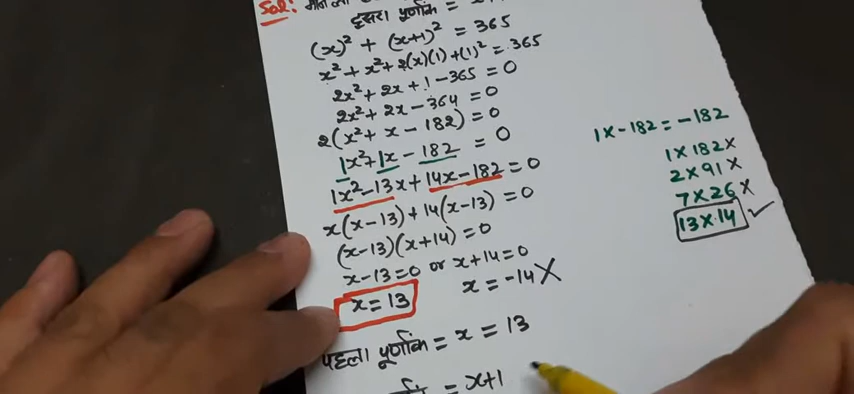 Sol:
दूसरा पूर्णांक =
(x)² + (x+1)² = 365
x² + x² + 2(x)(1) + (1)² = 365
2x² + 2x + 1 - 365 = 0
2x² + 2x - 364 = 0
2(x² + x - 182) = 0
1x² + 1x - 182 = 0
1x² - 13x + 14x - 182 = 0
x(x-13) + 14(x-13) = 0
(x-13)(x+14) = 0
x-13=0 or x+14=0
x = 13 x = -14 X
पहला पूर्णांक = x = 13
= x+1
1x-182 = -182
1 x 182 x
2 x 91 x
7 x 26 x
13 x 14 ✓